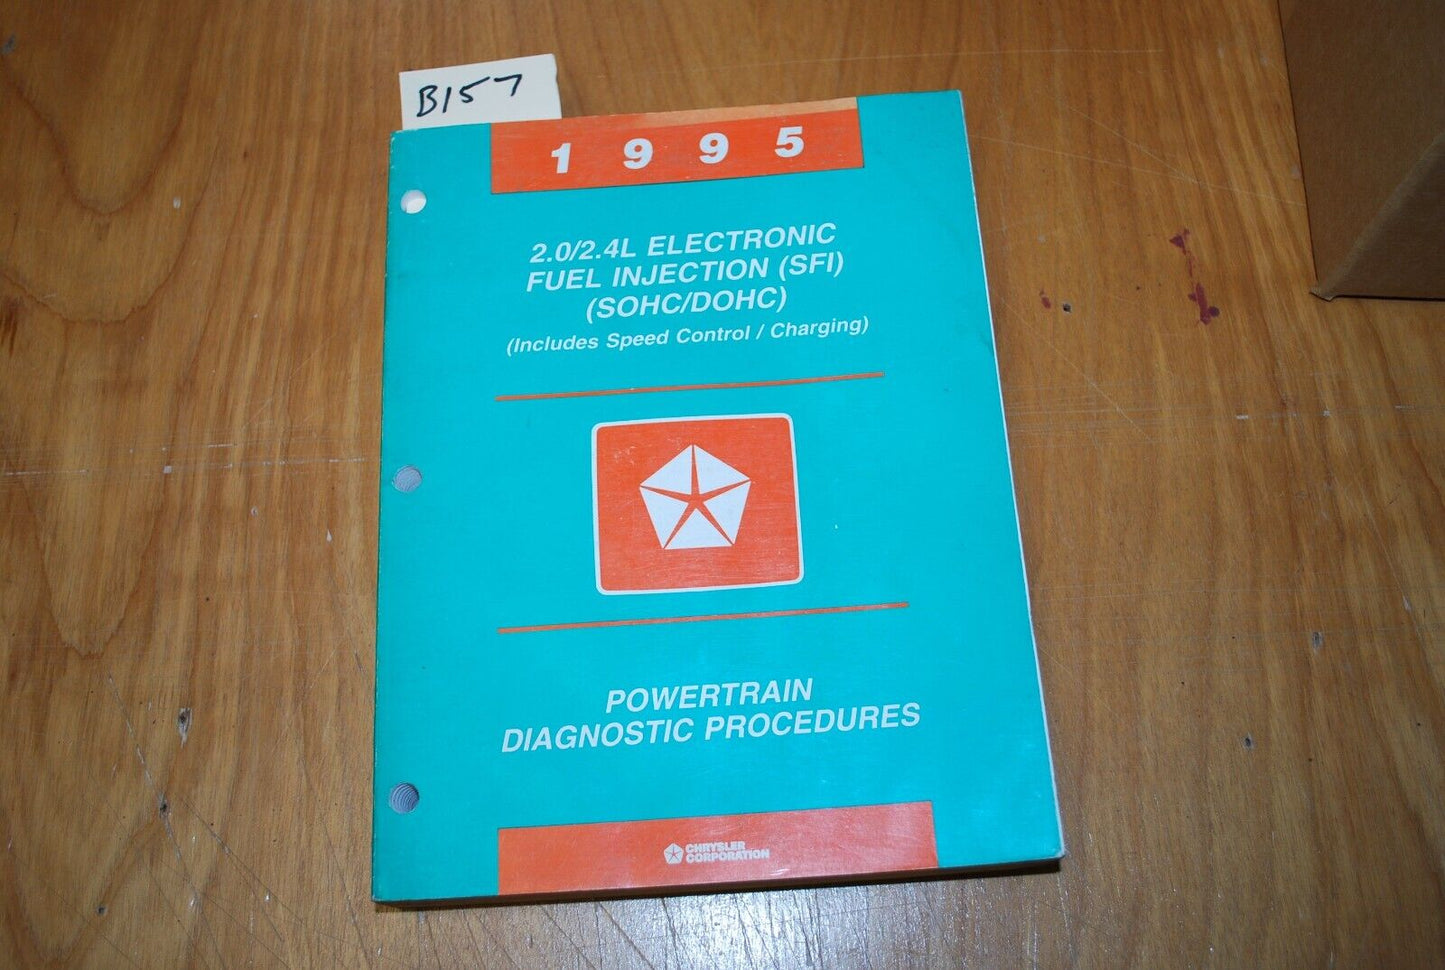 B157
1995
2.0/2.4L ELECTRONIC
FUEL INJECTION (SFI)
(SOHC/DOHC)
(Includes Speed Control / Charging)
POWERTRAIN
DIAGNOSTIC PROCEDURES
CHRYSLER
CORPORATION